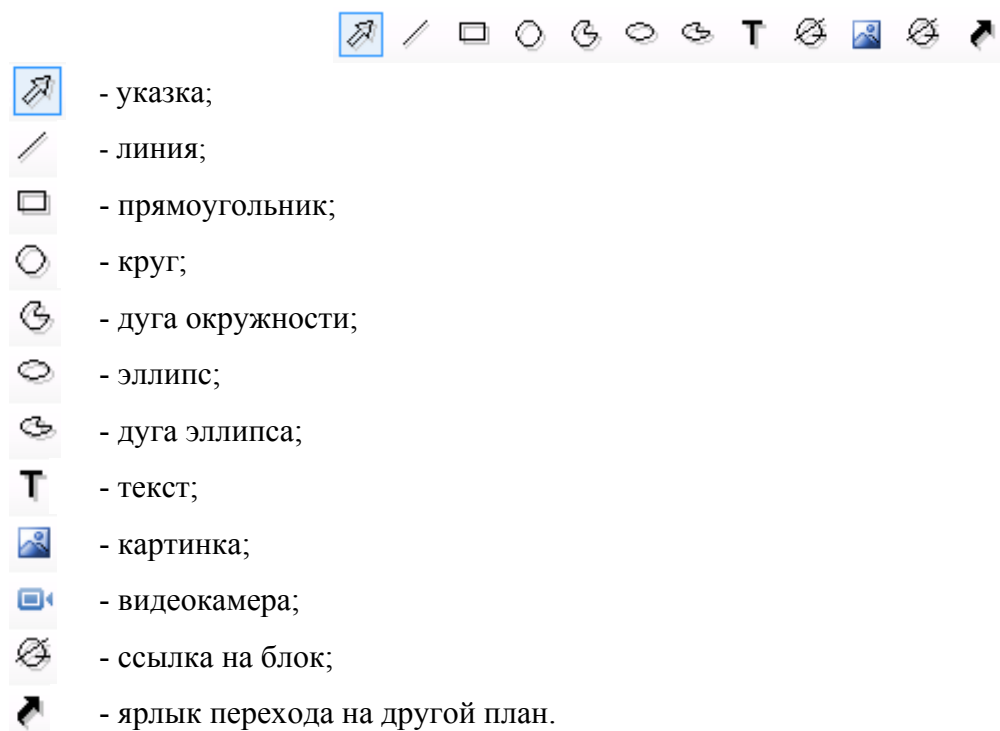 - указка;
- линия;
- прямоугольник;
- круг;
- дуга окружности;
- эллипс;
- дуга эллипса;
- текст;
- картинка;
- видеокамера;
- ссылка на блок;
- ярлык перехода на другой план.